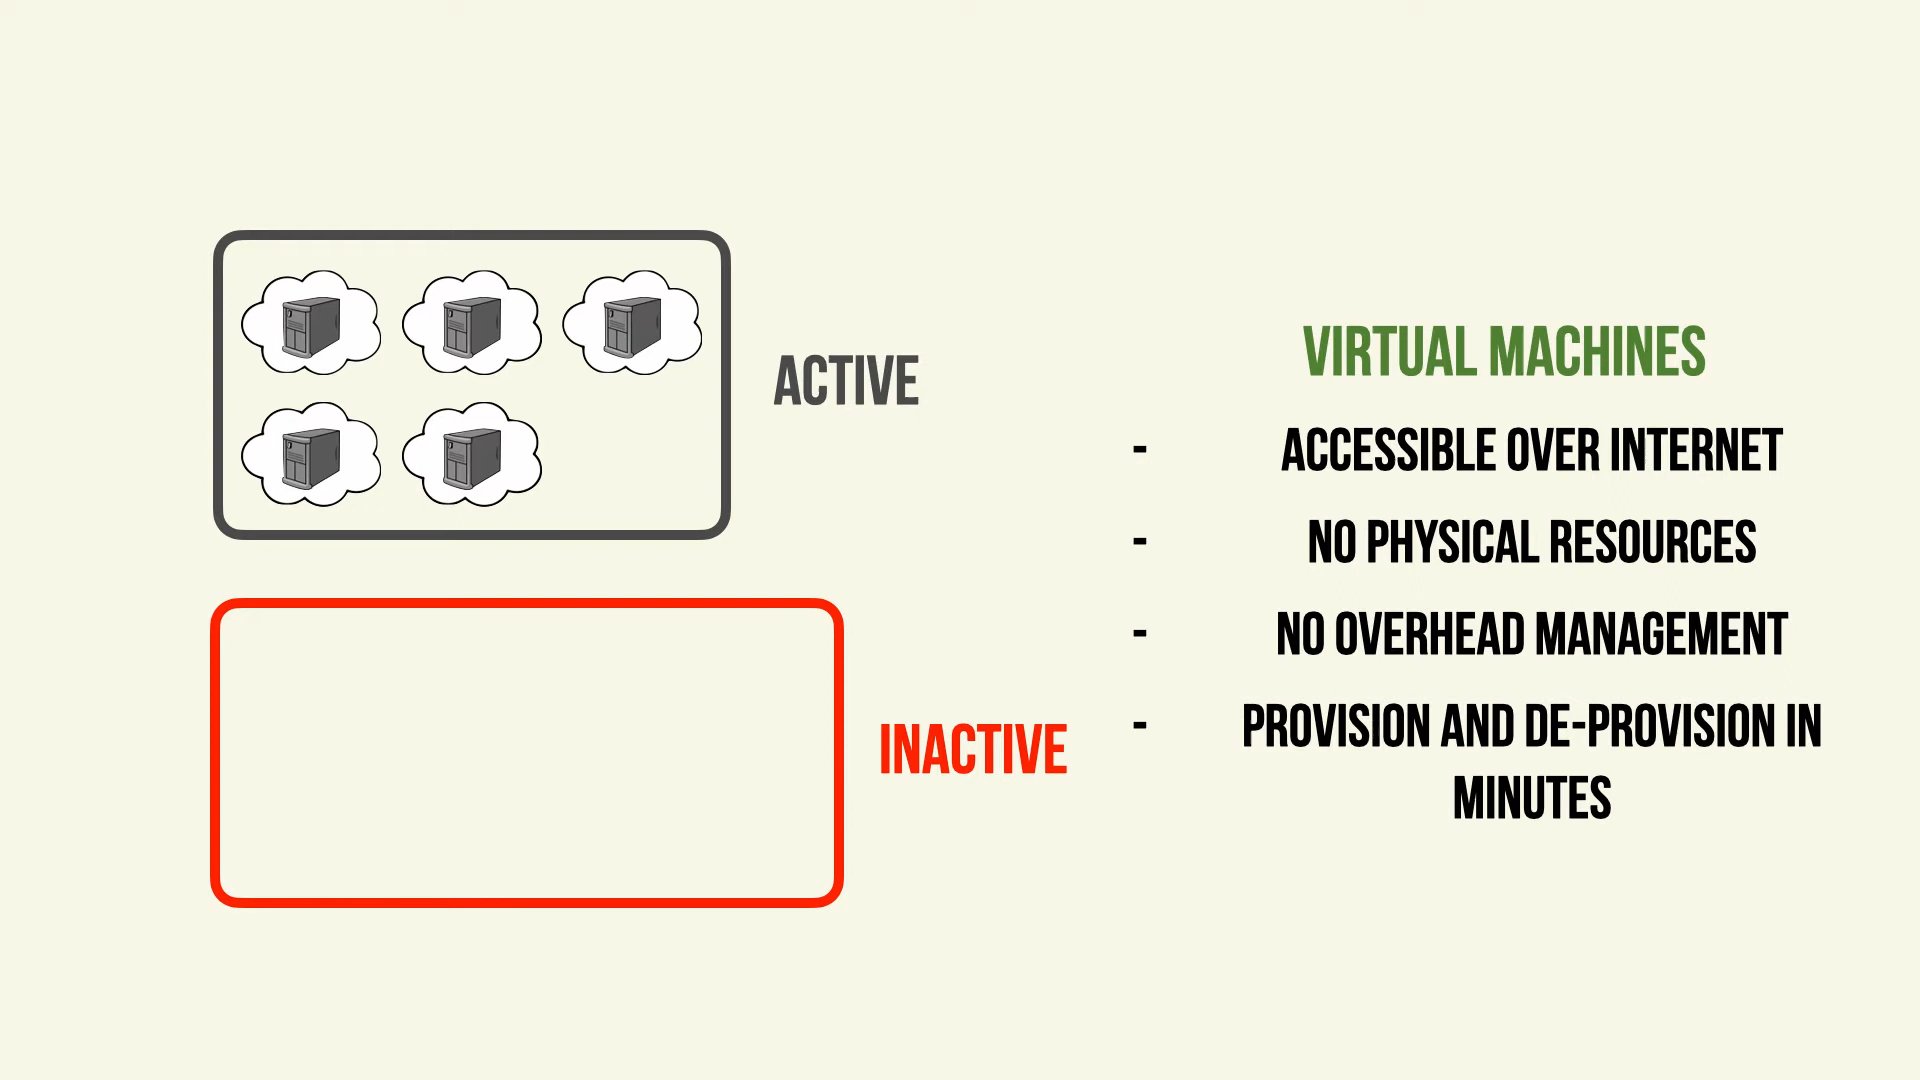 ACTIVE
INACTIVE
VIRTUAL MACHINES
- ACCESSIBLE OVER INTERNET
- NO PHYSICAL RESOURCES
- NO OVERHEAD MANAGEMENT
- PROVISION AND DE-PROVISION IN
MINUTES